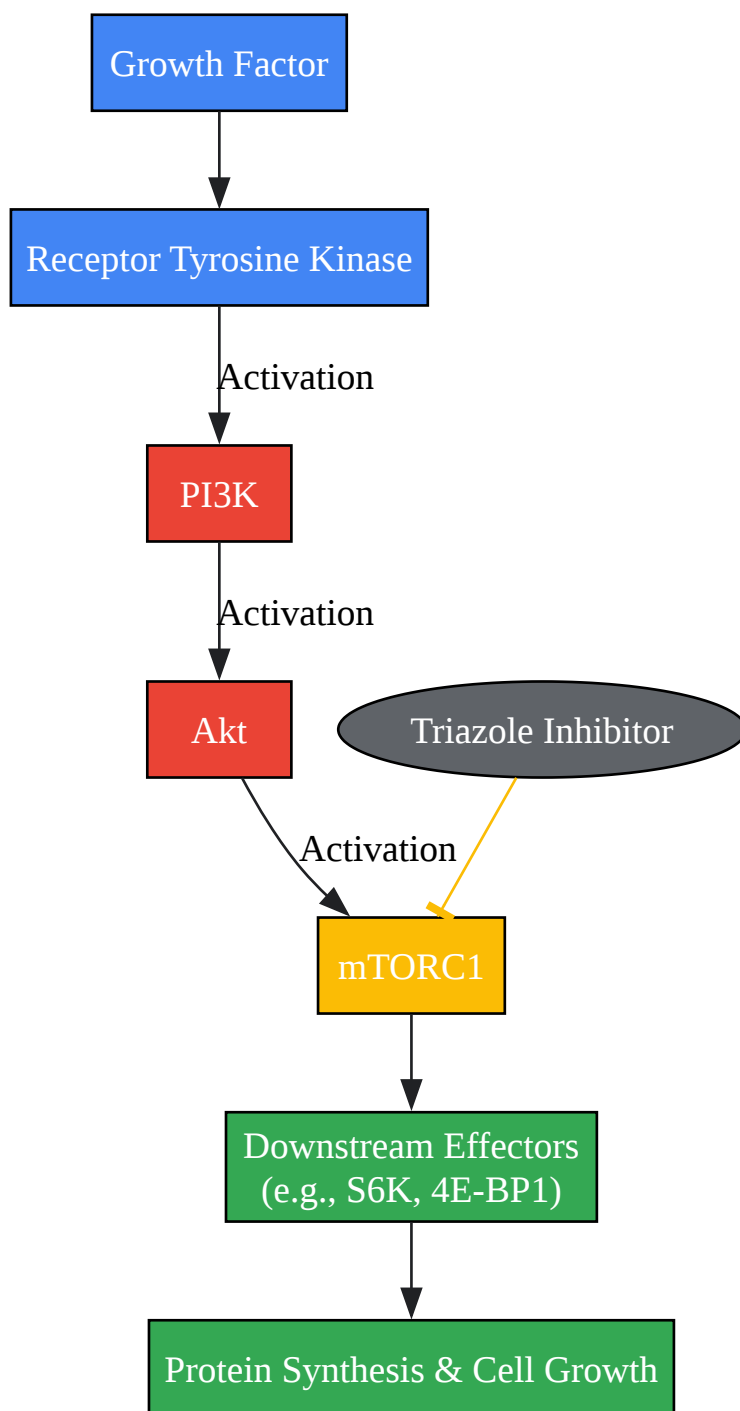 Growth Factor
Receptor Tyrosine Kinase
Activation
PI3K
Activation
Akt
Triazole Inhibitor
Activation
mTORC1
Downstream Effectors
(e.g., S6K, 4E-BP1)
Protein Synthesis & Cell Growth